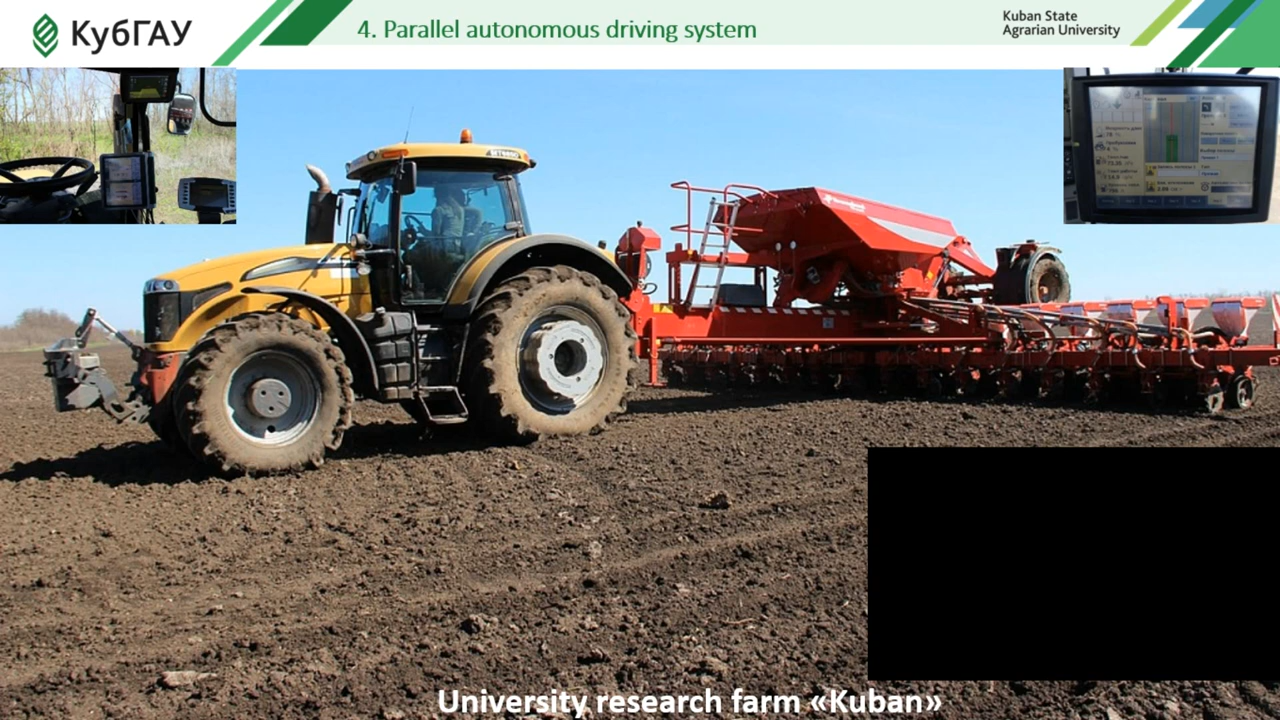 КубГАУ
4. Parallel autonomous driving system
Kuban State
Agrarian University
University research farm «Kuban»